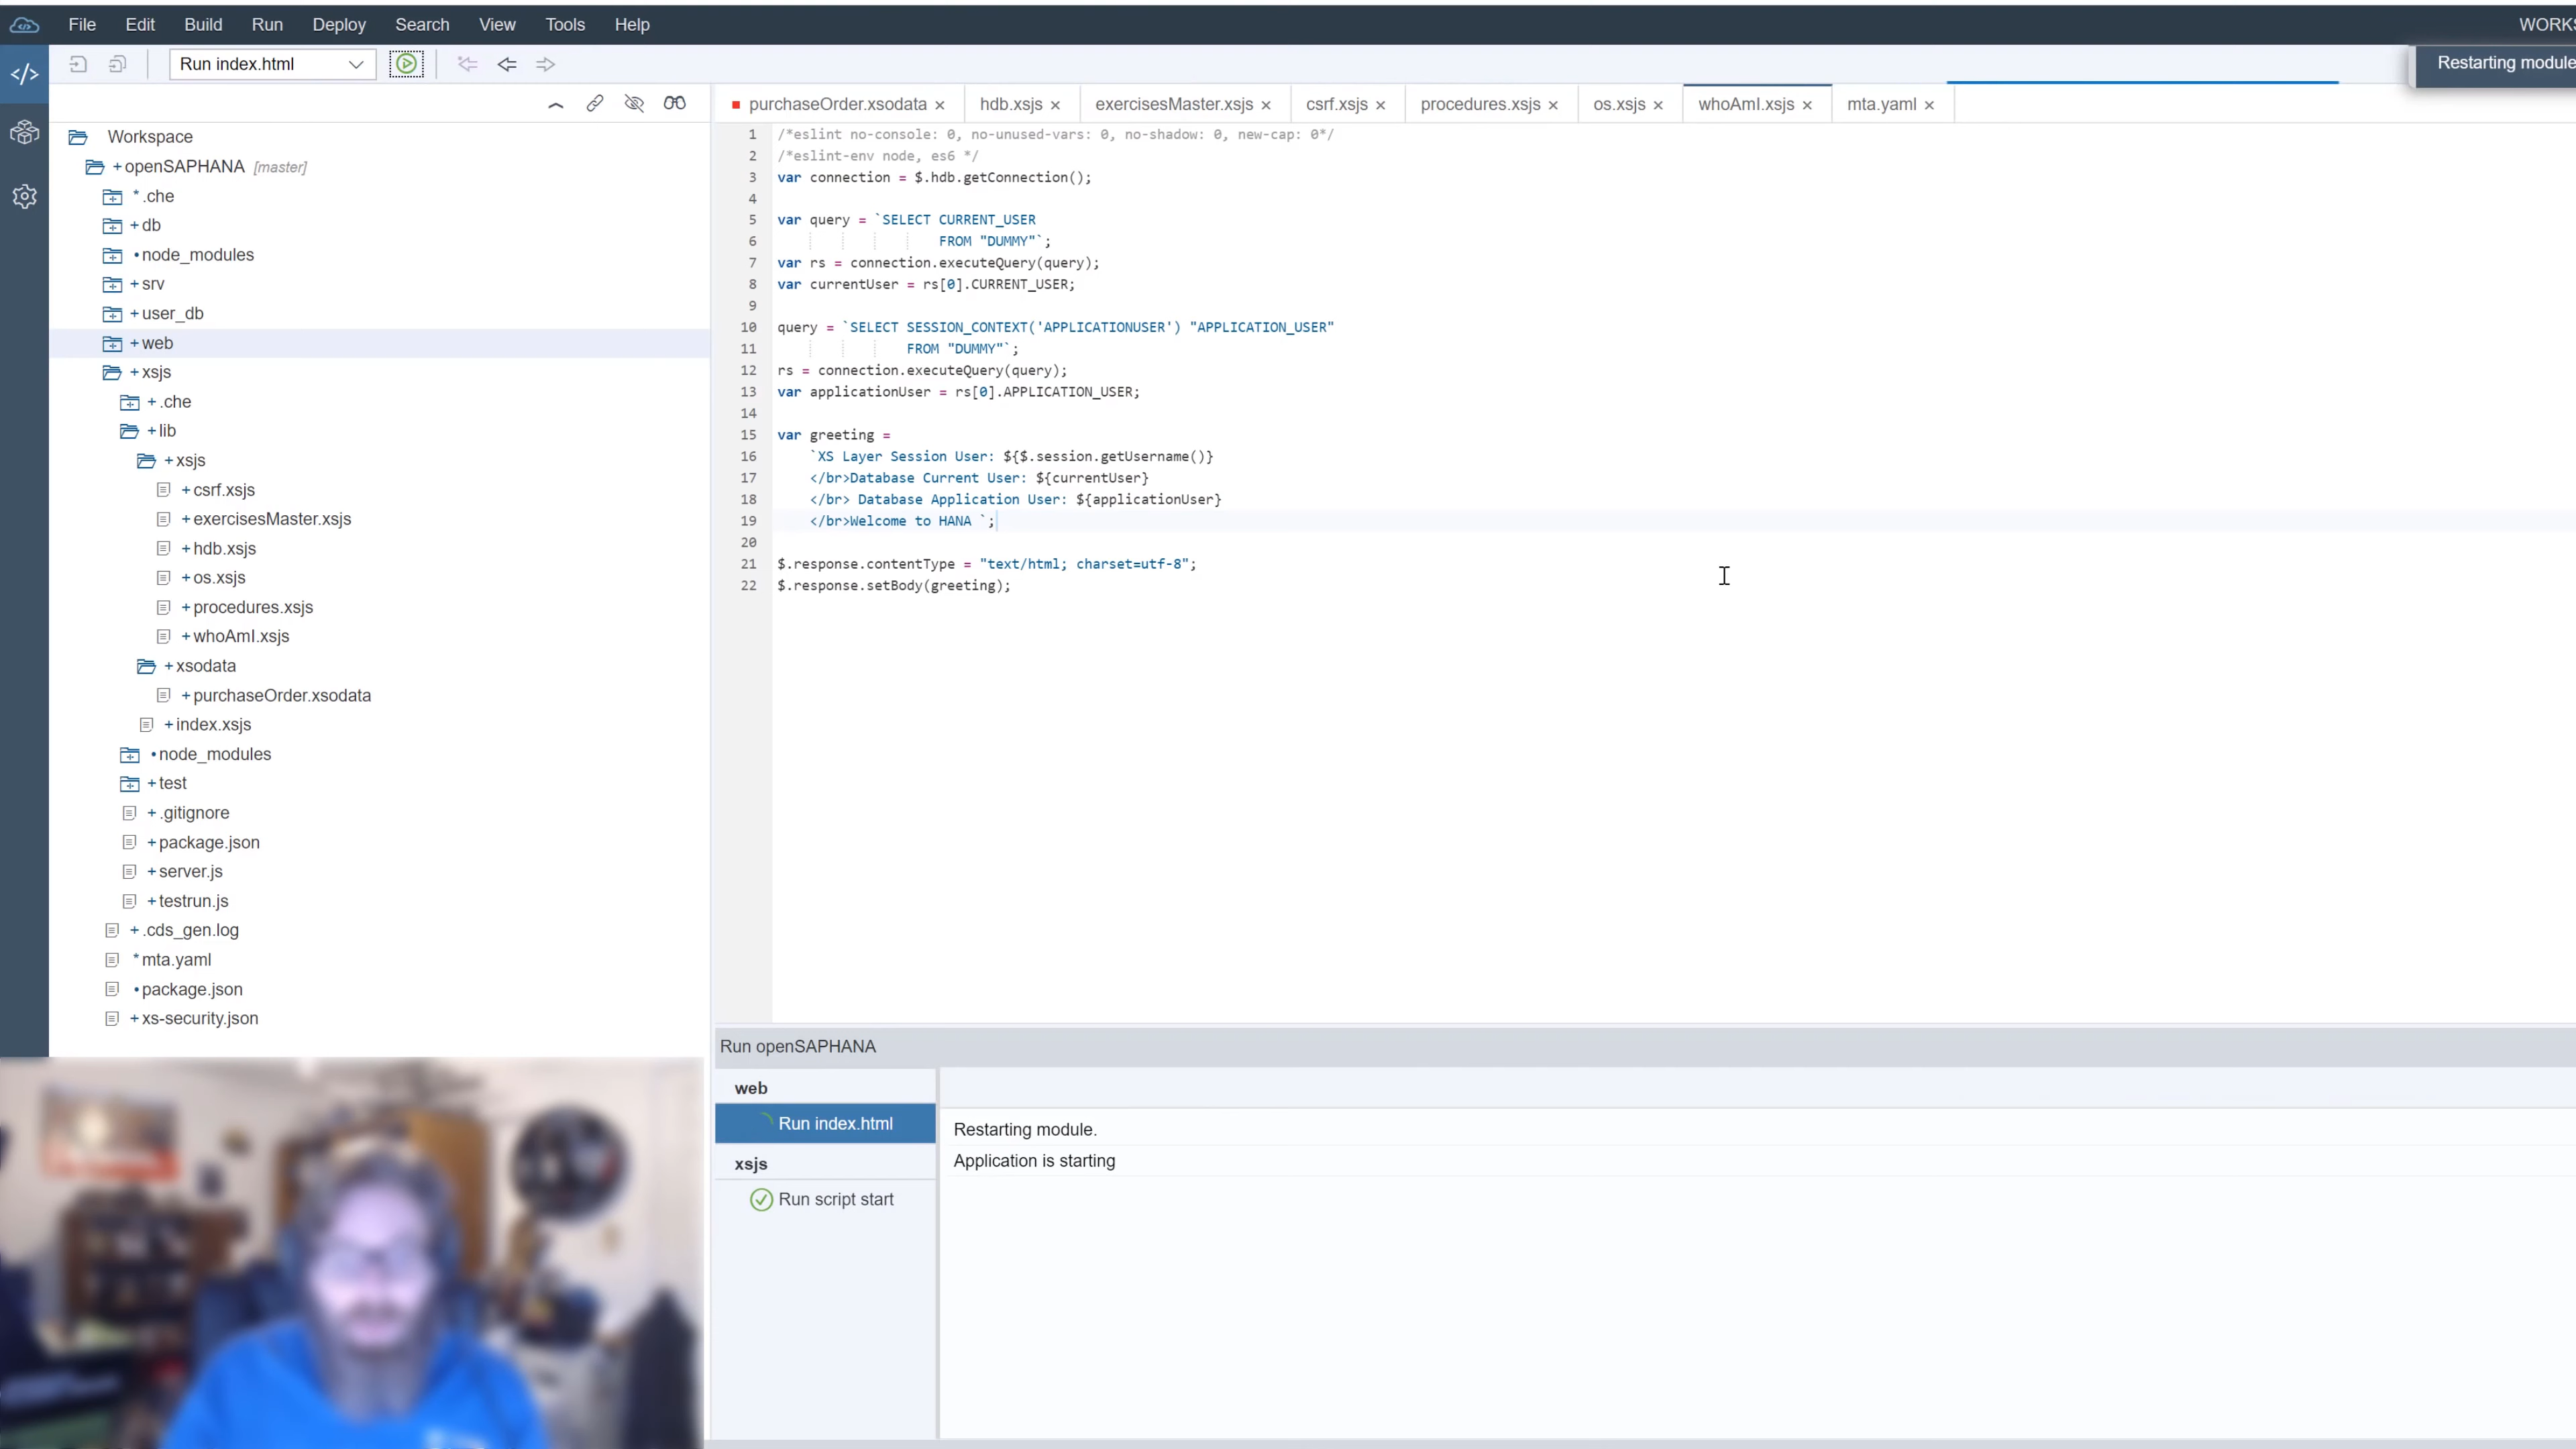 File Edit Build Run Deploy Search View Tools Help
Run index.html
Restarting module
purchaseOrder.xsodata × hdb.xsjs × exercisesMaster.xsjs × csrf.xsjs × procedures.xsjs × os.xsjs × whoAmI.xsjs × mta.yaml ×
Workspace
+ openSAPHANA [master]
* .che
+ db
• node_modules
+ srv
+ user_db
+ web
+ xsjs
+ .che
+ lib
+ xsjs
+ csrf.xsjs
+ exercisesMaster.xsjs
+ hdb.xsjs
+ os.xsjs
+ procedures.xsjs
+ whoAmI.xsjs
+ xsodata
+ purchaseOrder.xsodata
+ index.xsjs
• node_modules
+ test
+ .gitignore
+ package.json
+ server.js
+ testrun.js
+ .cds_gen.log
* mta.yaml
• package.json
+ xs-security.json
1 /*eslint no-console: 0, no-unused-vars: 0, no-shadow: 0, new-cap: 0*/
2 /*eslint-env node, es6 */
3 var connection = $.hdb.getConnection();
4
5 var query = `SELECT CURRENT_USER
6 FROM "DUMMY"`;
7 var rs = connection.executeQuery(query);
8 var currentUser = rs[0].CURRENT_USER;
9
10 query = `SELECT SESSION_CONTEXT('APPLICATIONUSER') "APPLICATION_USER"
11 FROM "DUMMY"`;
12 rs = connection.executeQuery(query);
13 var applicationUser = rs[0].APPLICATION_USER;
14
15 var greeting =
16 `XS Layer Session User: ${$.session.getUsername()}
17 </br>Database Current User: ${currentUser}
18 </br> Database Application User: ${applicationUser}
19 </br>Welcome to HANA `;
20
21 $.response.contentType = "text/html; charset=utf-8";
22 $.response.setBody(greeting);
Run openSAPHANA
web
Run index.html
xsjs
Run script start
Restarting module.
Application is starting